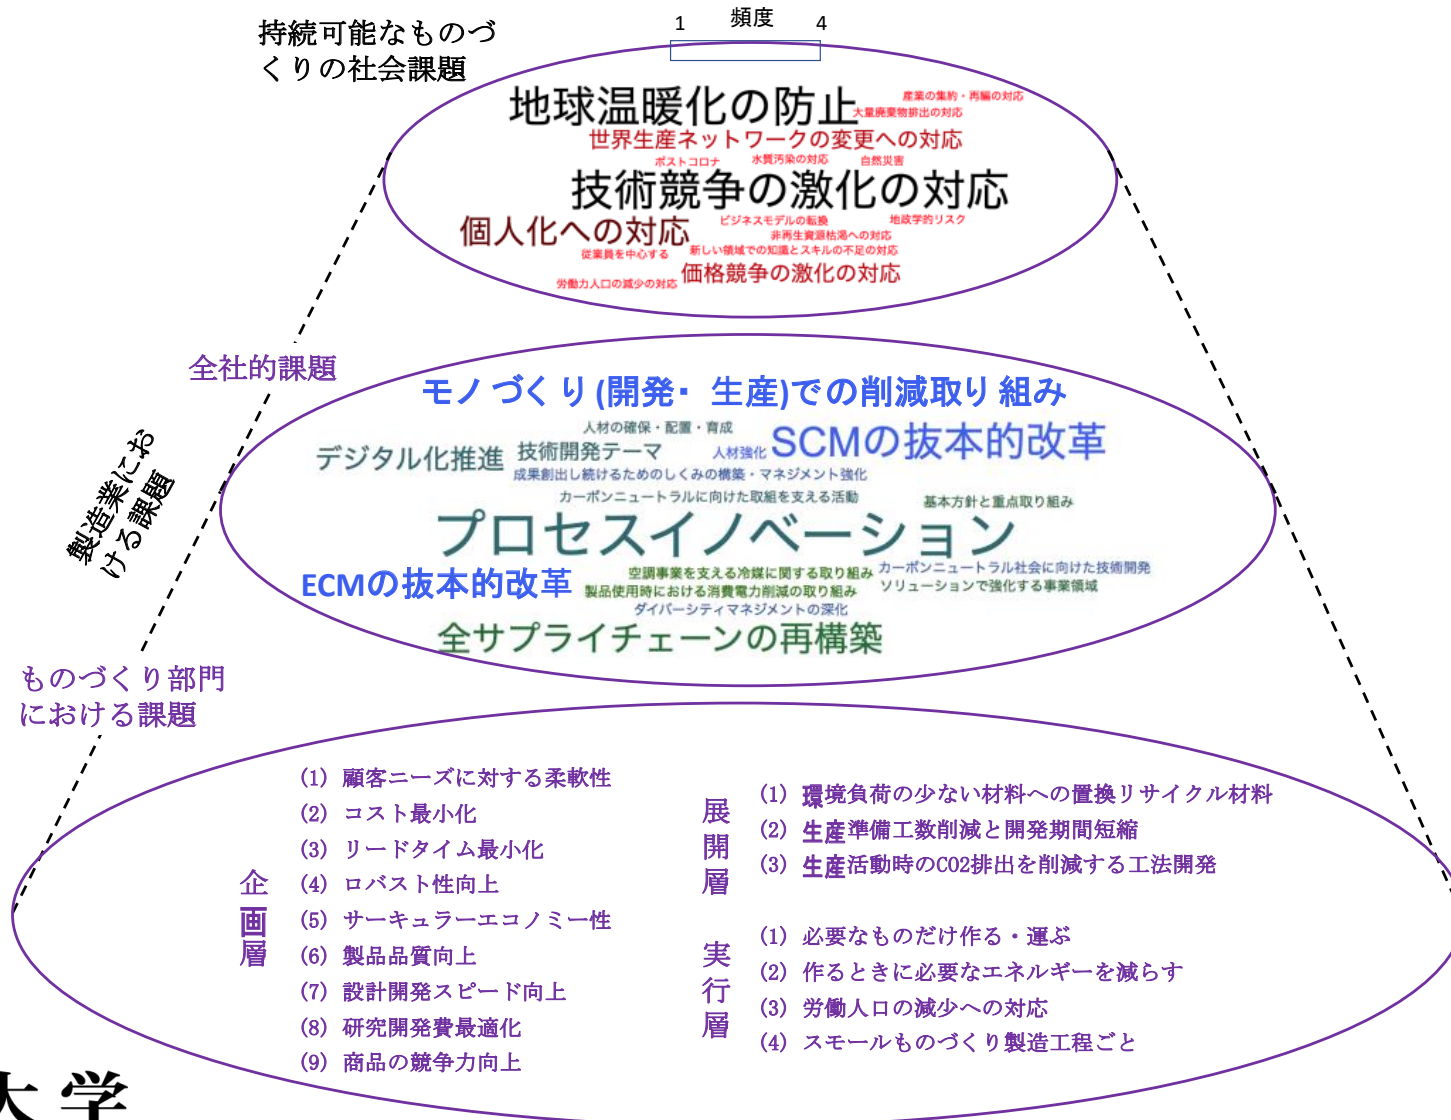 持続可能なものづ
くりの社会課題
1 頻度 4
地球温暖化の防止
産業の集約・再編の対応
大量廃棄物排出の対応
世界生産ネットワークの変更への対応
ポストコロナ 水質汚染の対応 自然災害
技術競争の激化の対応
個人化への対応
ビジネスモデルの転換 地政学的リスク
非再生資源枯渇への対応
従業員を中心する 新しい領域での知識とスキルの不足の対応
価格競争の激化の対応
労働力人口の減少の対応
全社的課題
製造業にお
ける課題
モノづくり(開発・生産)での削減取り組み
人材の確保・配置・育成
デジタル化推進 技術開発テーマ 人材強化 SCMの抜本的改革
成果創出し続けるためのしくみの構築・マネジメント強化
カーボンニュートラルに向けた取組を支える活動 基本方針と重点取り組み
プロセスイノベーション
ECMの抜本的改革
空調事業を支える冷媒に関する取り組み カーボンニュートラル社会に向けた技術開発
製品使用時における消費電力削減の取り組み ソリューションで強化する事業領域
ダイバーシティマネジメントの深化
全サプライチェーンの再構築
ものづくり部門
における課題
企画層
(1) 顧客ニーズに対する柔軟性
(2) コスト最小化
(3) リードタイム最小化
(4) ロバスト性向上
(5) サーキュラーエコノミー性
(6) 製品品質向上
(7) 設計開発スピード向上
(8) 研究開発費最適化
(9) 商品の競争力向上
展開層
(1) 環境負荷の少ない材料への置換リサイクル材料
(2) 生産準備工数削減と開発期間短縮
(3) 生産活動時のCO2排出を削減する工法開発
実行層
(1) 必要なものだけ作る・運ぶ
(2) 作るときに必要なエネルギーを減らす
(3) 労働人口の減少への対応
(4) スモールものづくり製造工程ごと
大学